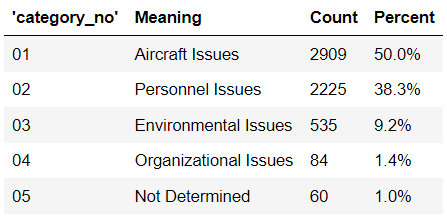 'category_no' Meaning Count Percent
01 Aircraft Issues 2909 50.0%
02 Personnel Issues 2225 38.3%
03 Environmental Issues 535 9.2%
04 Organizational Issues 84 1.4%
05 Not Determined 60 1.0%